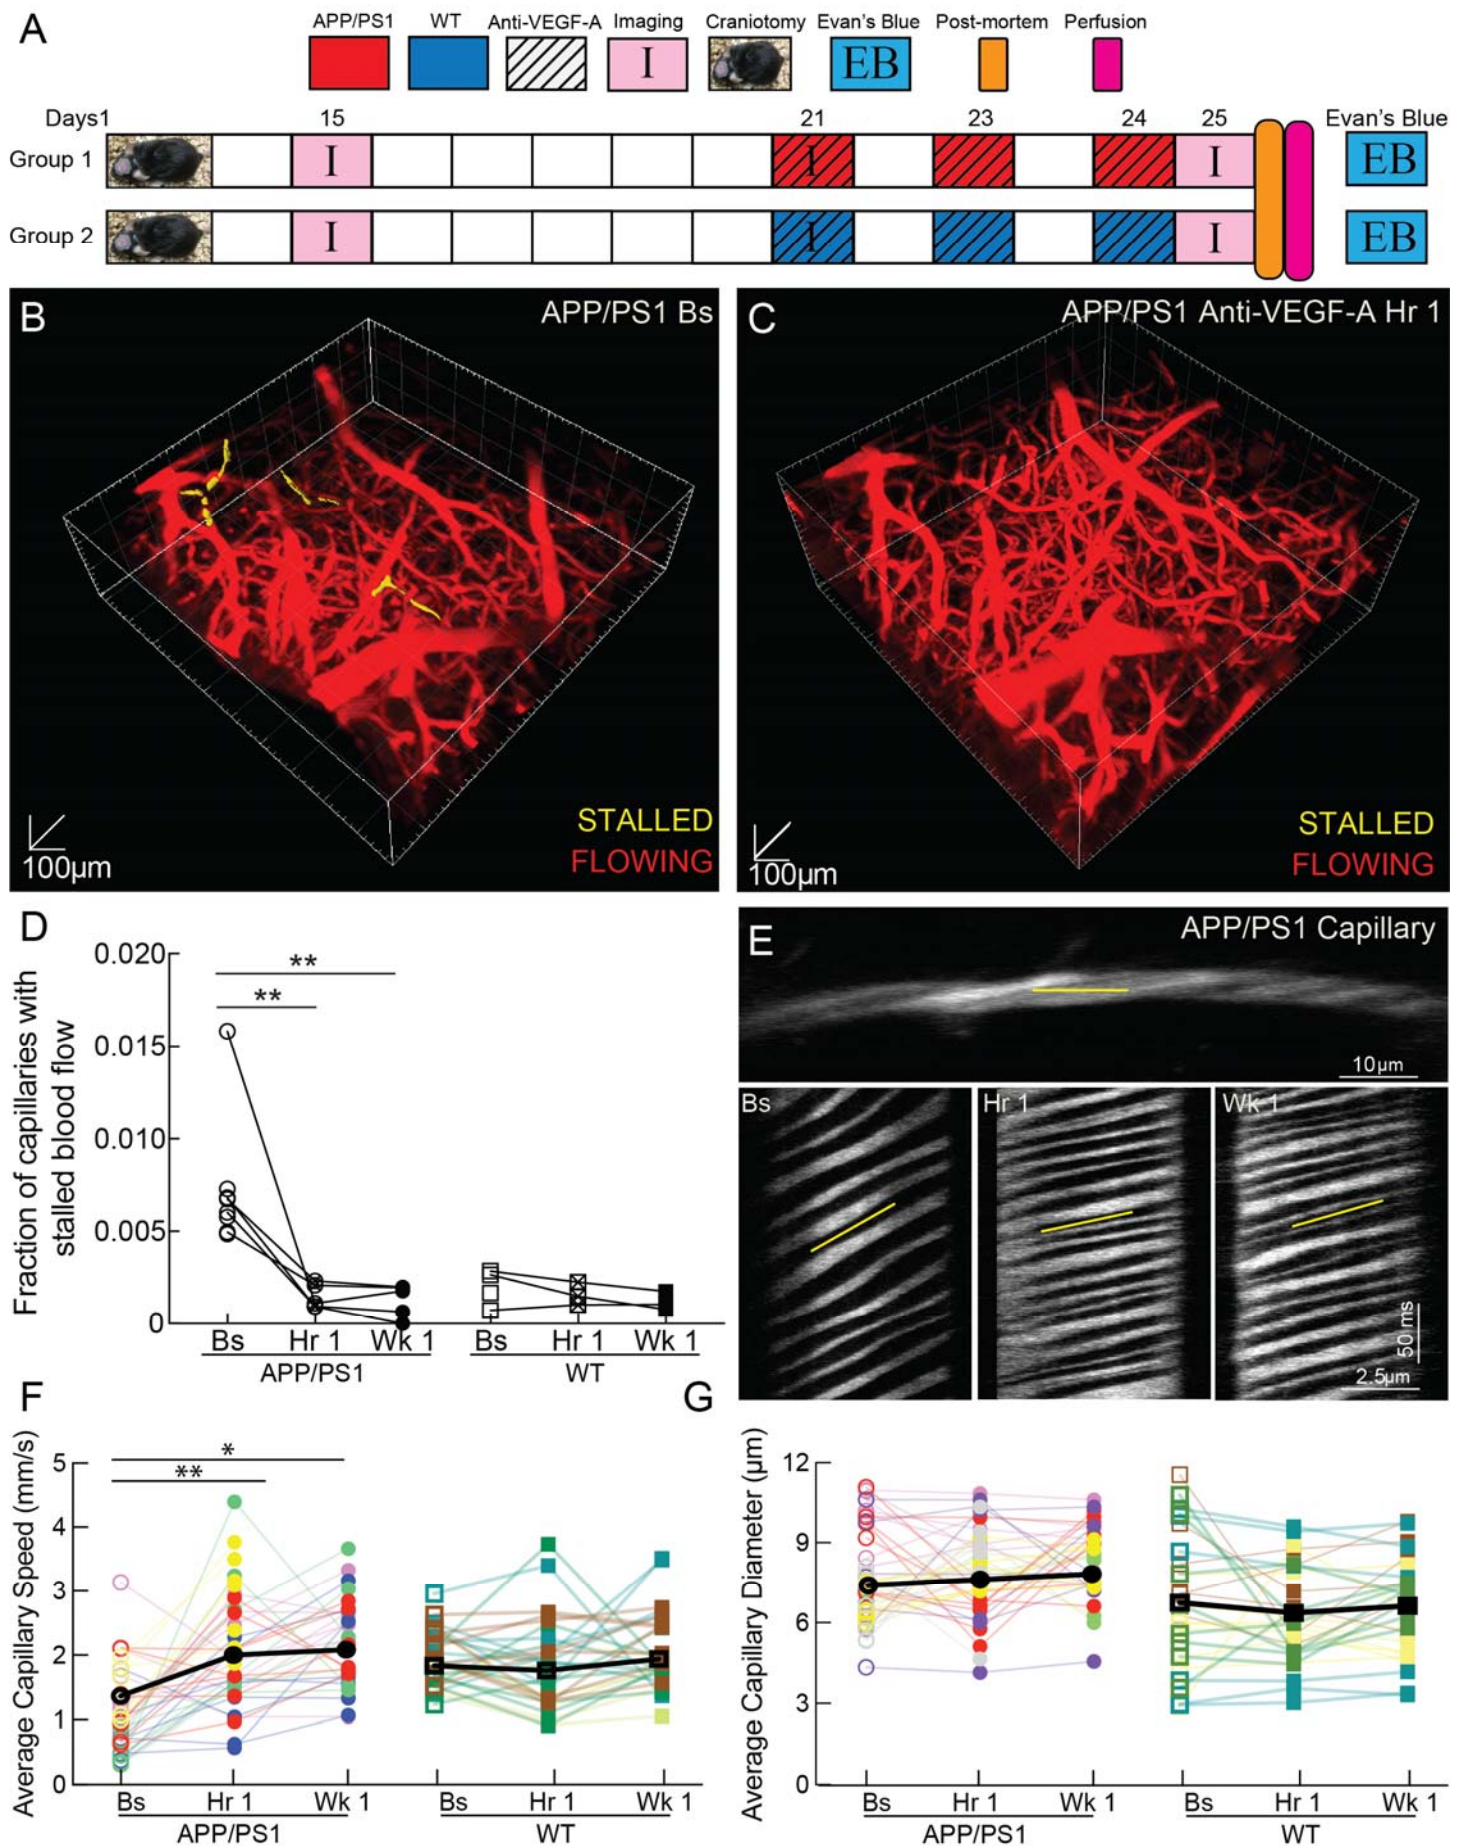 A
APP/PS1 WT Anti-VEGF-A Imaging Craniotomy Evan's Blue Post-mortem Perfusion
I EB
Days1 15 21 23 24 25 Evan's Blue
Group 1 I I I EB
Group 2 I I I EB
B APP/PS1 Bs
STALLED
FLOWING
100µm
C APP/PS1 Anti-VEGF-A Hr 1
STALLED
FLOWING
100µm
D
Fraction of capillaries with
stalled blood flow
0.020
0.015
0.010
0.005
0
**
**
Bs Hr 1 Wk 1 Bs Hr 1 Wk 1
APP/PS1 WT
E APP/PS1 Capillary
10µm
Bs Hr 1 Wk 1
50 ms
2.5µm
F
Average Capillary Speed (mm/s)
5
4
3
2
1
0
*
**
Bs Hr 1 Wk 1 Bs Hr 1 Wk 1
APP/PS1 WT
G
Average Capillary Diameter (µm)
12
9
6
3
0
Bs Hr 1 Wk 1 Bs Hr 1 Wk 1
APP/PS1 WT